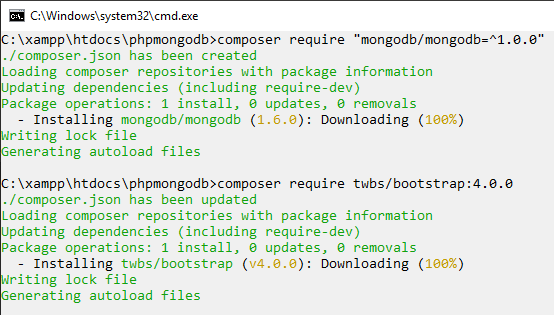 C:\Windows\system32\cmd.exe
C:\xampp\htdocs\phpmongodb>composer require "mongodb/mongodb=^1.0.0"
./composer.json has been created
Loading composer repositories with package information
Updating dependencies (including require-dev)
Package operations: 1 install, 0 updates, 0 removals
  - Installing mongodb/mongodb (1.6.0): Downloading (100%)
Writing lock file
Generating autoload files
C:\xampp\htdocs\phpmongodb>composer require twbs/bootstrap:4.0.0
./composer.json has been updated
Loading composer repositories with package information
Updating dependencies (including require-dev)
Package operations: 1 install, 0 updates, 0 removals
  - Installing twbs/bootstrap (v4.0.0): Downloading (100%)
Writing lock file
Generating autoload files